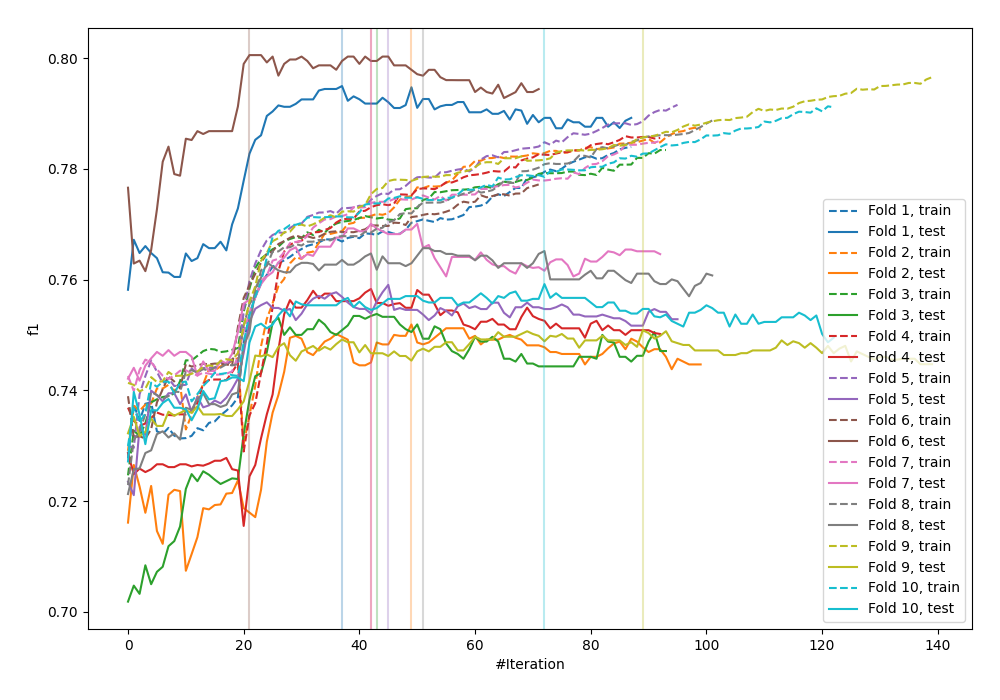 0.80
0.78
0.76
0.74
0.72
0.70
f1
0 20 40 60 80 100 120 140
#Iteration
Fold 1, train
Fold 1, test
Fold 2, train
Fold 2, test
Fold 3, train
Fold 3, test
Fold 4, train
Fold 4, test
Fold 5, train
Fold 5, test
Fold 6, train
Fold 6, test
Fold 7, train
Fold 7, test
Fold 8, train
Fold 8, test
Fold 9, train
Fold 9, test
Fold 10, train
Fold 10, test